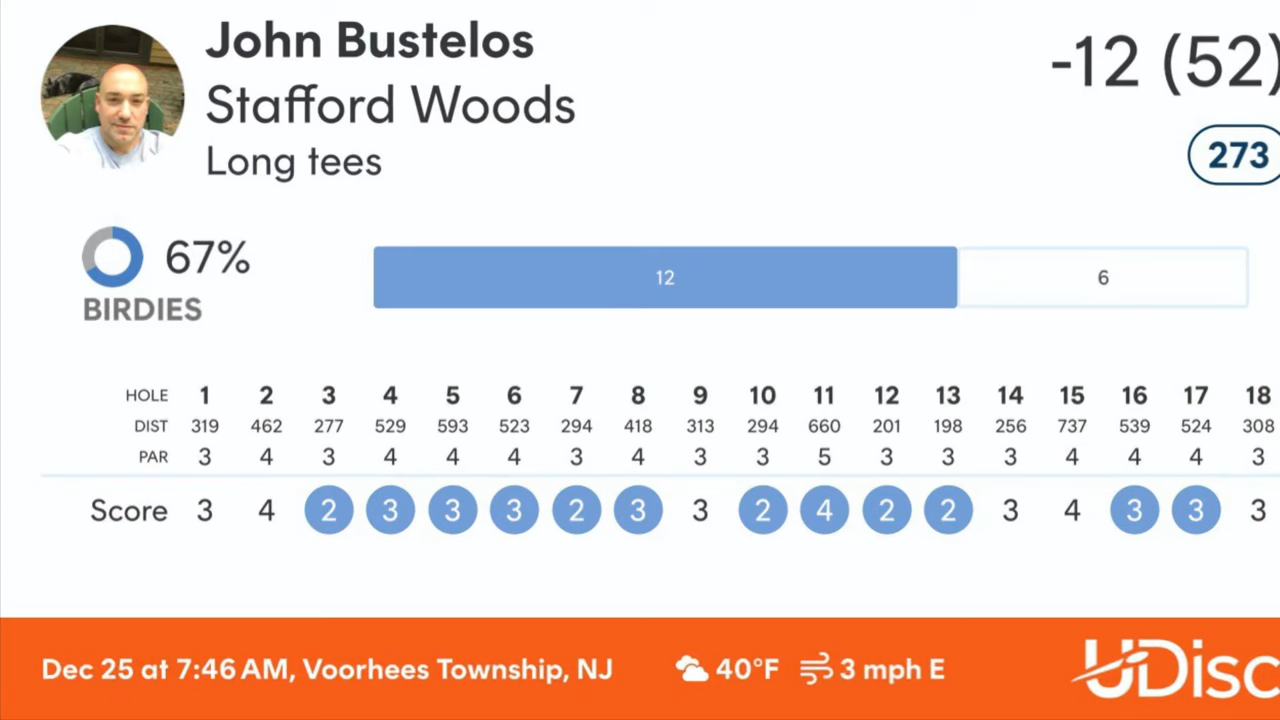 John Bustelos
Stafford Woods
Long tees
-12 (52)
273
67%
BIRDIES
12 6
HOLE 1 2 3 4 5 6 7 8 9 10 11 12 13 14 15 16 17 18
DIST 319 462 277 529 593 523 294 418 313 294 660 201 198 256 737 539 524 308
PAR 3 4 3 4 4 4 3 4 3 3 5 3 3 3 4 4 4 3
Score 3 4 2 3 3 3 2 3 3 2 4 2 2 3 4 3 3 3
Dec 25 at 7:46 AM, Voorhees Township, NJ 40°F 3 mph E
UDisc